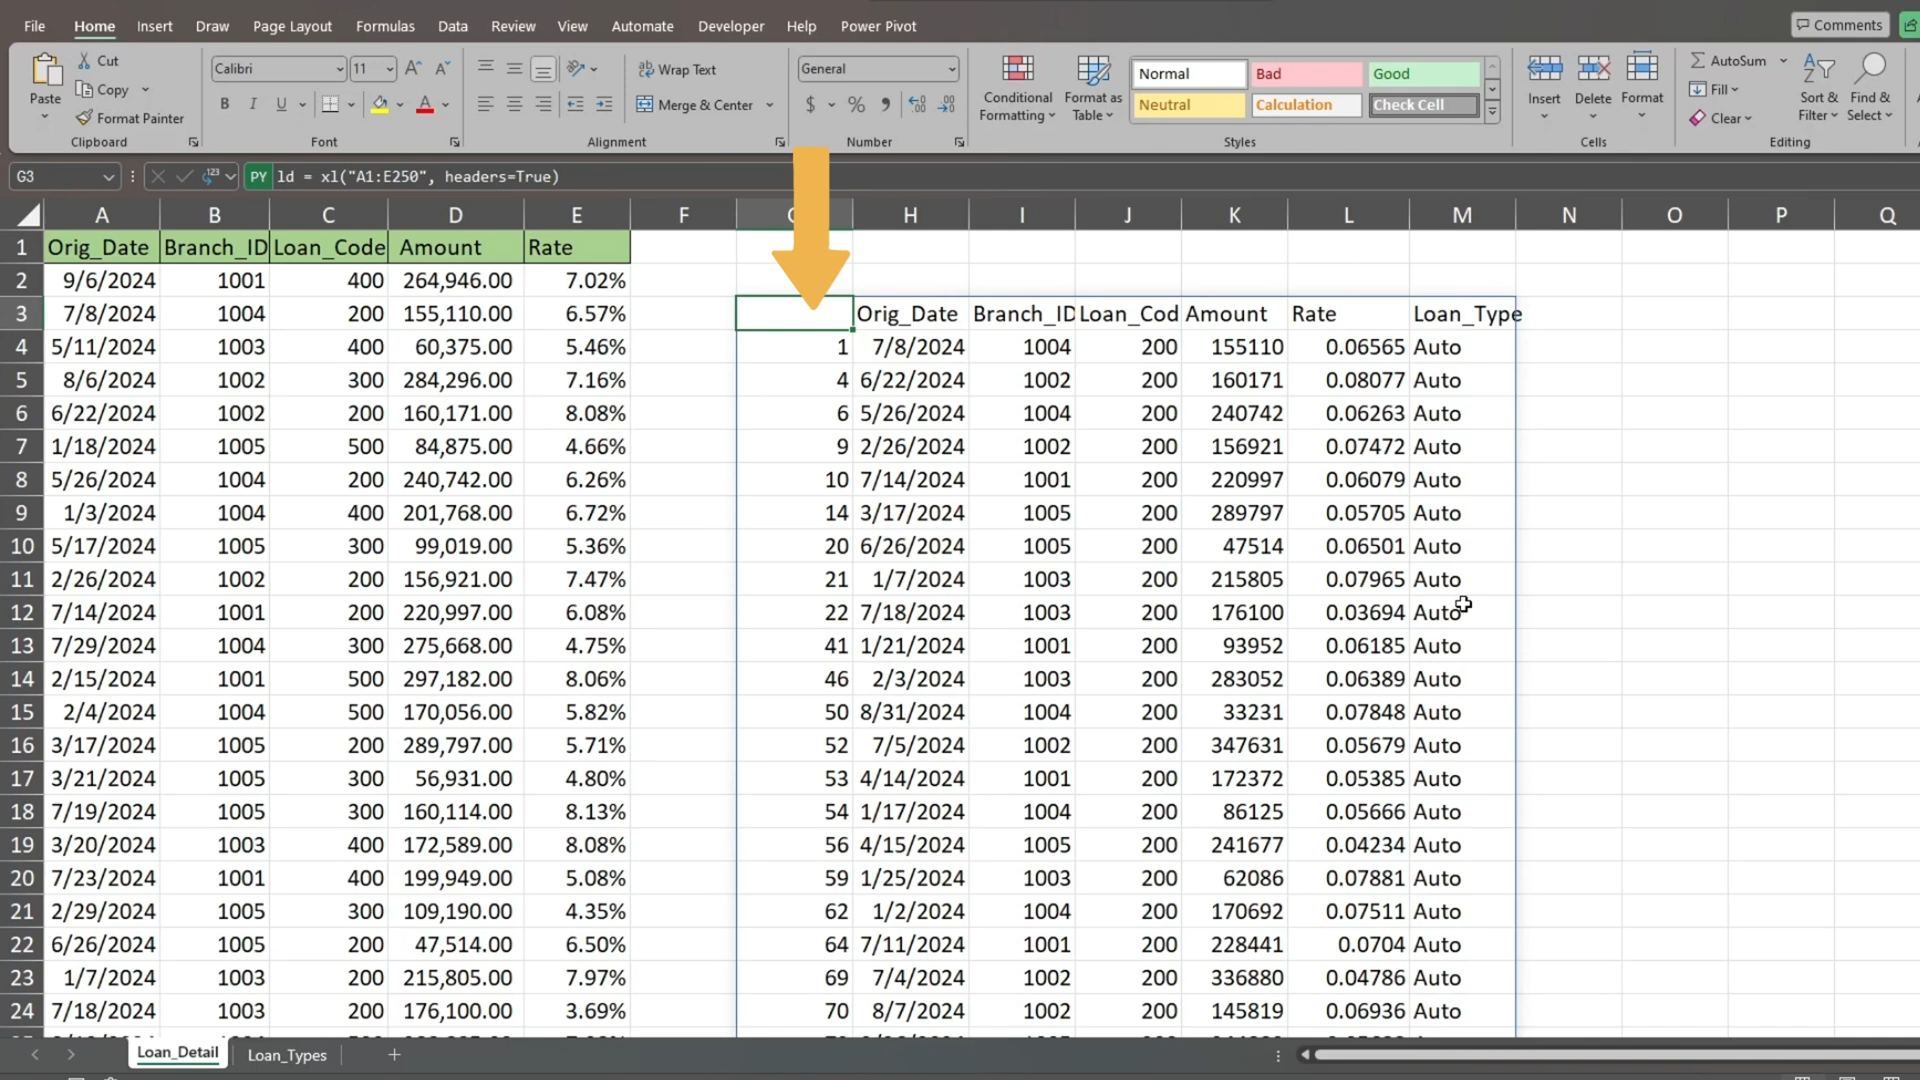 File Home Insert Draw Page Layout Formulas Data Review View Automate Developer Help Power Pivot Comments
Paste Cut Copy Format Painter Clipboard
Calibri 11 B I U A Font
Wrap Text Merge & Center Alignment
General $ % Number
Conditional Formatting Format as Table
Normal Bad Good
Neutral Calculation Check Cell
Styles
Insert Delete Format Cells
AutoSum Fill Clear Sort & Filter Find & Select Editing
G3 PY ld = xl("A1:E250", headers=True)
A B C D E F G H I J K L M N O P Q
1 Orig_Date Branch_ID Loan_Code Amount Rate
2 9/6/2024 1001 400 264,946.00 7.02%
3 7/8/2024 1004 200 155,110.00 6.57% Orig_Date Branch_ID Loan_Cod Amount Rate Loan_Type
4 5/11/2024 1003 400 60,375.00 5.46% 1 7/8/2024 1004 200 155110 0.06565 Auto
5 8/6/2024 1002 300 284,296.00 7.16% 4 6/22/2024 1002 200 160171 0.08077 Auto
6 6/22/2024 1002 200 160,171.00 8.08% 6 5/26/2024 1004 200 240742 0.06263 Auto
7 1/18/2024 1005 500 84,875.00 4.66% 9 2/26/2024 1002 200 156921 0.07472 Auto
8 5/26/2024 1004 200 240,742.00 6.26% 10 7/14/2024 1001 200 220997 0.06079 Auto
9 1/3/2024 1004 400 201,768.00 6.72% 14 3/17/2024 1005 200 289797 0.05705 Auto
10 5/17/2024 1005 300 99,019.00 5.36% 20 6/26/2024 1005 200 47514 0.06501 Auto
11 2/26/2024 1002 200 156,921.00 7.47% 21 1/7/2024 1003 200 215805 0.07965 Auto
12 7/14/2024 1001 200 220,997.00 6.08% 22 7/18/2024 1003 200 176100 0.03694 Auto
13 7/29/2024 1004 300 275,668.00 4.75% 41 1/21/2024 1001 200 93952 0.06185 Auto
14 2/15/2024 1001 500 297,182.00 8.06% 46 2/3/2024 1003 200 283052 0.06389 Auto
15 2/4/2024 1004 500 170,056.00 5.82% 50 8/31/2024 1004 200 33231 0.07848 Auto
16 3/17/2024 1005 200 289,797.00 5.71% 52 7/5/2024 1002 200 347631 0.05679 Auto
17 3/21/2024 1005 300 56,931.00 4.80% 53 4/14/2024 1001 200 172372 0.05385 Auto
18 7/19/2024 1005 300 160,114.00 8.13% 54 1/17/2024 1004 200 86125 0.05666 Auto
19 3/20/2024 1003 400 172,589.00 8.08% 56 4/15/2024 1005 200 241677 0.04234 Auto
20 7/23/2024 1001 400 199,949.00 5.08% 59 1/25/2024 1003 200 62086 0.07881 Auto
21 2/29/2024 1005 300 109,190.00 4.35% 62 1/2/2024 1004 200 170692 0.07511 Auto
22 6/26/2024 1005 200 47,514.00 6.50% 64 7/11/2024 1001 200 228441 0.0704 Auto
23 1/7/2024 1003 200 215,805.00 7.97% 69 7/4/2024 1002 200 336880 0.04786 Auto
24 7/18/2024 1003 200 176,100.00 3.69% 70 8/7/2024 1002 200 145819 0.06936 Auto
Loan_Detail Loan_Types